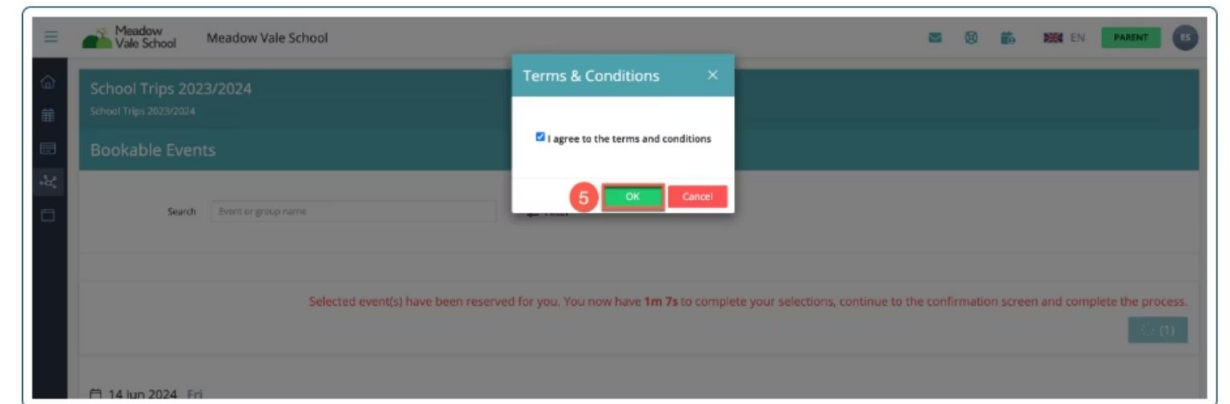 Meadow
Vale School
Meadow Vale School
EN
PARENT
ES
School Trips 2023/2024
School Trips 2023/2024
Bookable Events
Terms & Conditions
I agree to the terms and conditions
5
OK
Cancel
Search
Event or group name
Selected event(s) have been reserved for you. You now have 1m 7s to complete your selections, continue to the confirmation screen and complete the process.
(1)
14 Jun 2024 Fri